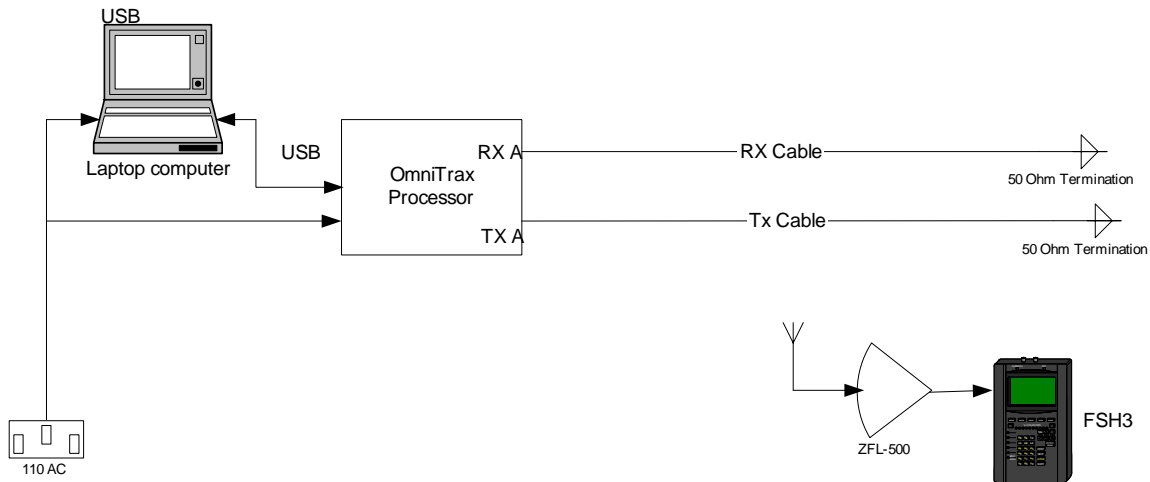 USB
Laptop computer
USB
OmniTrax
Processor
RX A
TX A
RX Cable
50 Ohm Termination
Tx Cable
50 Ohm Termination
ZFL-500
FSH3
110 AC